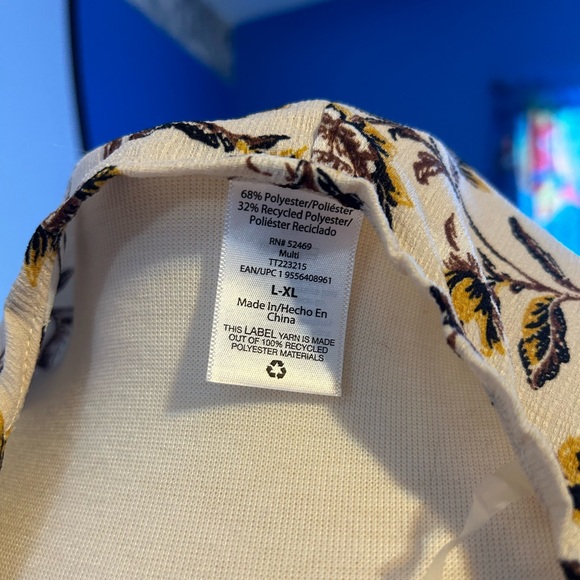 68% Polyester/Poliéster
32% Recycled Polyester/
Poliéster Reciclado
RN# 52469
Multi
TT223215
EAN/UPC 1 9556408961
L-XL
Made In/Hecho En
China
THIS LABEL YARN IS MADE
OUT OF 100% RECYCLED
POLYESTER MATERIALS